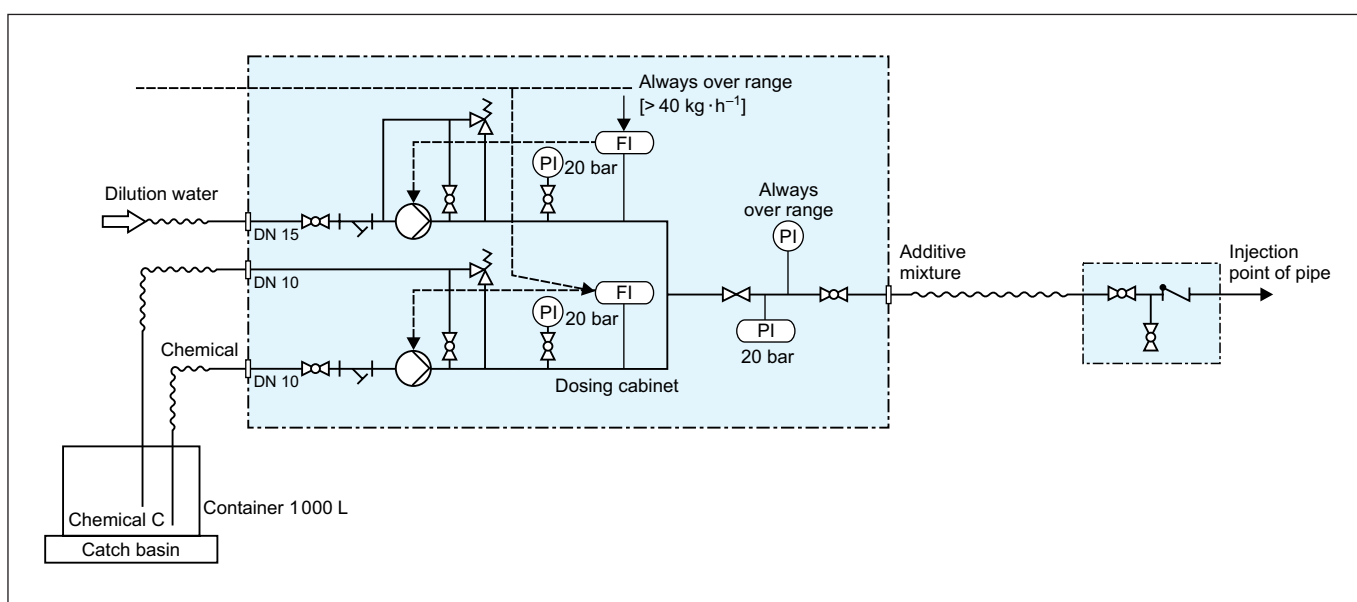 Always over range
[> 40 kg · h⁻¹]
FI
PI
20 bar
Dilution water
DN 15
Always
over range
PI
DN 10
FI
PI
20 bar
Additive
mixture
Injection
point of pipe
PI
20 bar
Chemical
DN 10
Dosing cabinet
Chemical C
Container 1 000 L
Catch basin